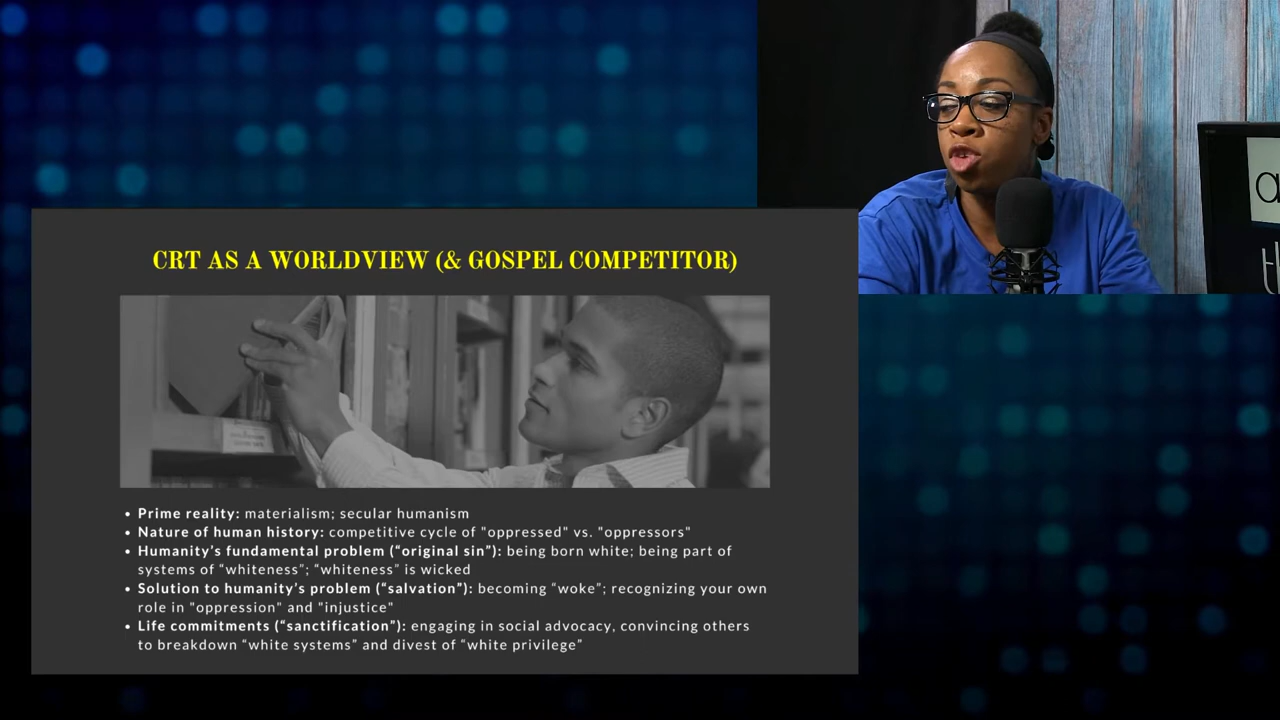 CRT AS A WORLDVIEW (& GOSPEL COMPETITOR)
• Prime reality: materialism; secular humanism
• Nature of human history: competitive cycle of "oppressed" vs. "oppressors"
• Humanity’s fundamental problem (“original sin”): being born white; being part of
systems of “whiteness”; “whiteness” is wicked
• Solution to humanity’s problem (“salvation”): becoming “woke”; recognizing your own
role in "oppression” and “injustice”
• Life commitments (“sanctification”): engaging in social advocacy, convincing others
to breakdown “white systems” and divest of “white privilege”